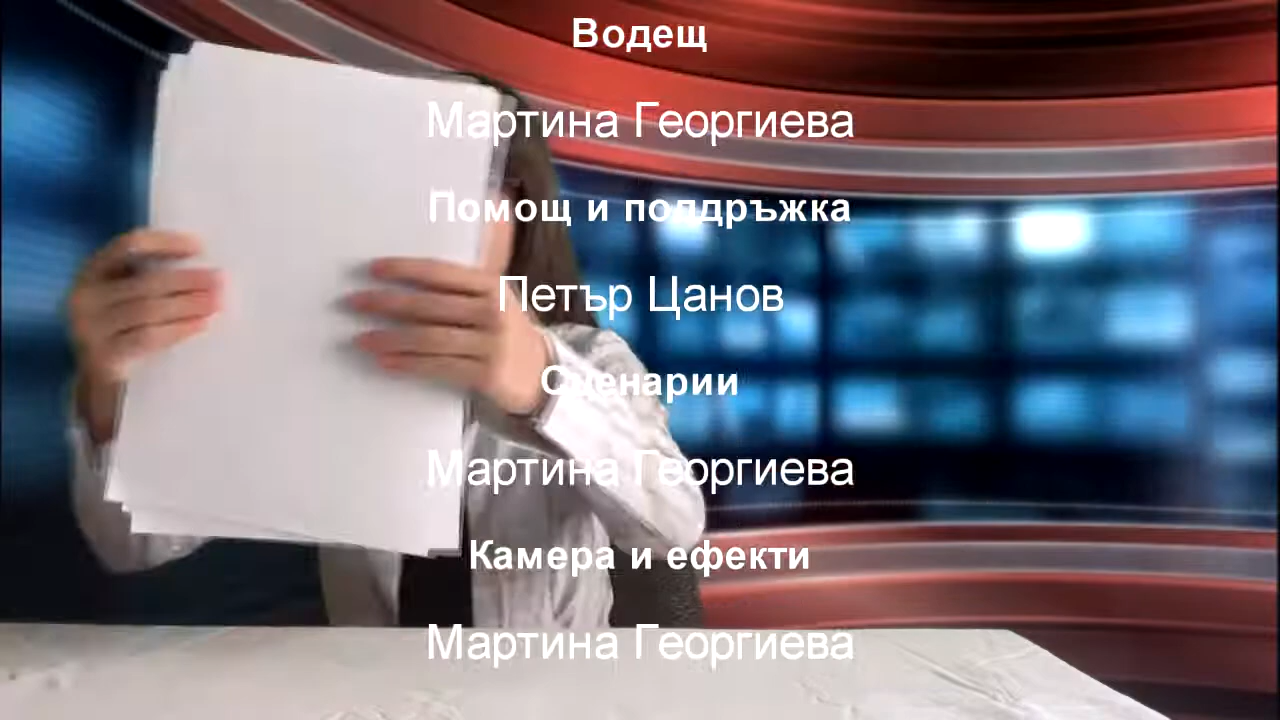 Водещ
Мартина Георгиева
Помощ и поддръжка
Петър Цанов
Сценарии
Мартина Георгиева
Камера и ефекти
Мартина Георгиева